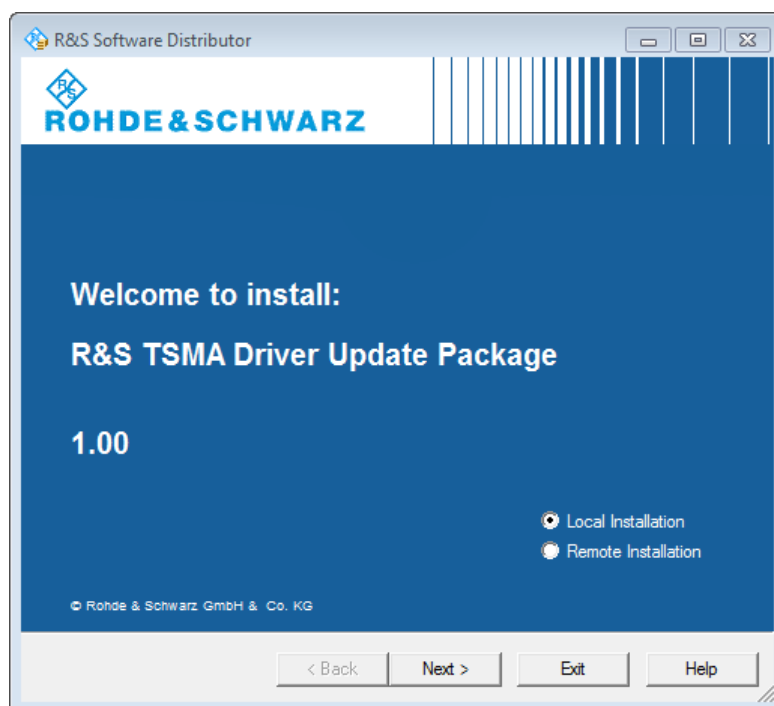 R&S Software Distributor
R&S
ROHDE&SCHWARZ
Welcome to install:
R&S TSMA Driver Update Package
1.00
Local Installation
Remote Installation
© Rohde & Schwarz GmbH & Co. KG
< Back
Next >
Exit
Help